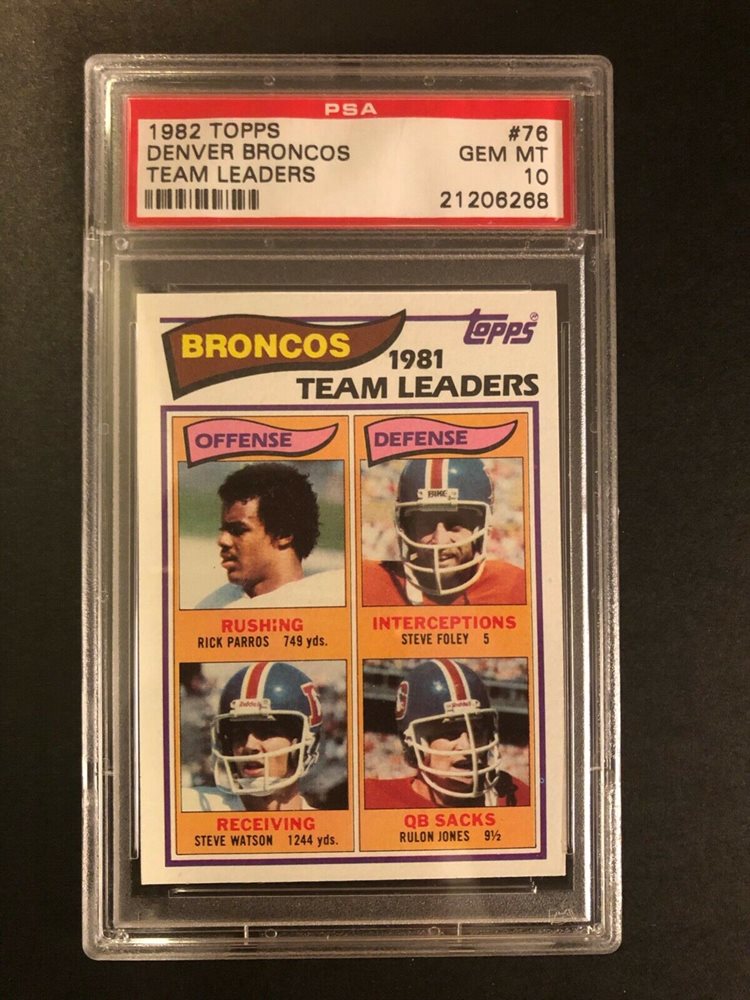 PSA
1982 TOPPS #76
DENVER BRONCOS GEM MT
TEAM LEADERS 10
21206268
topps
BRONCOS
1981
TEAM LEADERS
OFFENSE
RUSHING
RICK PARROS 749 yds.
RECEIVING
STEVE WATSON 1244 yds.
DEFENSE
BIKE
INTERCEPTIONS
STEVE FOLEY 5
QB SACKS
RULON JONES 9½